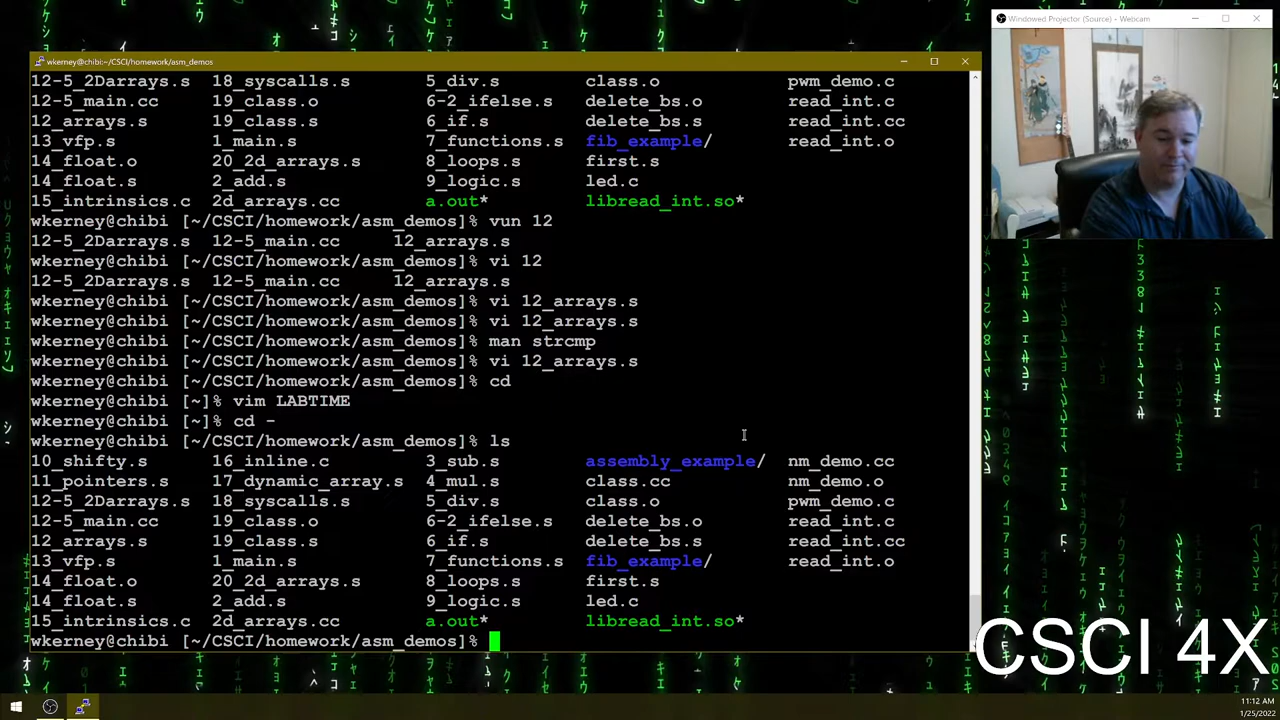 Windowed Projector (Source) - Webcam
wkerney@chibi:~/CSCI/homework/asm_demos
12-5_2Darrays.s 18_syscalls.s 5_div.s class.o pwm_demo.c
12-5_main.cc 19_class.o 6-2_ifelse.s delete_bs.o read_int.c
12_arrays.s 19_class.s 6_if.s delete_bs.s read_int.cc
13_vfp.s 1_main.s 7_functions.s fib_example/ read_int.o
14_float.o 20_2d_arrays.s 8_loops.s first.s
14_float.s 2_add.s 9_logic.s led.c
15_intrinsics.c 2d_arrays.cc a.out* libread_int.so*
wkerney@chibi [~/CSCI/homework/asm_demos]% vun 12
12-5_2Darrays.s 12-5_main.cc 12_arrays.s
wkerney@chibi [~/CSCI/homework/asm_demos]% vi 12
12-5_2Darrays.s 12-5_main.cc 12_arrays.s
wkerney@chibi [~/CSCI/homework/asm_demos]% vi 12_arrays.s
wkerney@chibi [~/CSCI/homework/asm_demos]% vi 12_arrays.s
wkerney@chibi [~/CSCI/homework/asm_demos]% man strcmp
wkerney@chibi [~/CSCI/homework/asm_demos]% vi 12_arrays.s
wkerney@chibi [~/CSCI/homework/asm_demos]% cd
wkerney@chibi [~]% vim LABTIME
wkerney@chibi [~]% cd -
wkerney@chibi [~/CSCI/homework/asm_demos]% ls
10_shifty.s 16_inline.c 3_sub.s assembly_example/ nm_demo.cc
11_pointers.s 17_dynamic_array.s 4_mul.s class.cc nm_demo.o
12-5_2Darrays.s 18_syscalls.s 5_div.s class.o pwm_demo.c
12-5_main.cc 19_class.o 6-2_ifelse.s delete_bs.o read_int.c
12_arrays.s 19_class.s 6_if.s delete_bs.s read_int.cc
13_vfp.s 1_main.s 7_functions.s fib_example/ read_int.o
14_float.o 20_2d_arrays.s 8_loops.s first.s
14_float.s 2_add.s 9_logic.s led.c
15_intrinsics.c 2d_arrays.cc a.out* libread_int.so*
wkerney@chibi [~/CSCI/homework/asm_demos]%
CSCI 4X
11:12 AM
1/25/2022